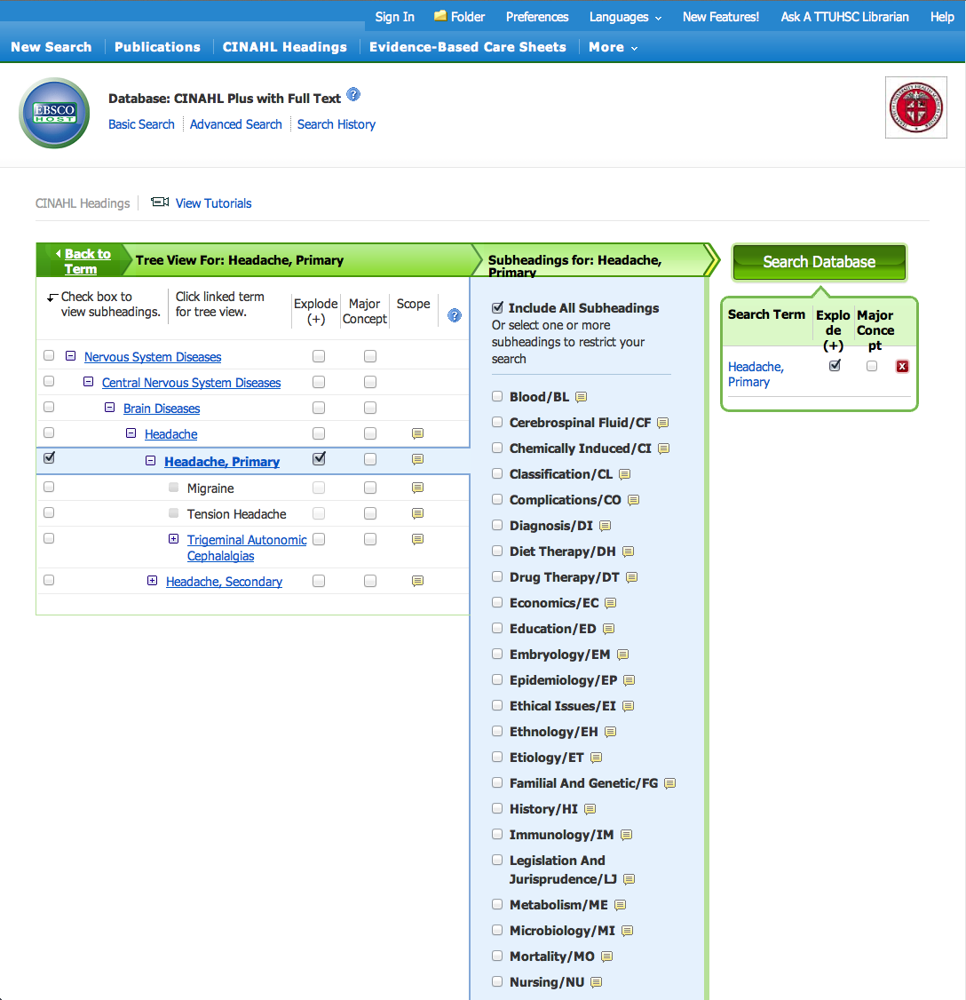 Sign In Folder Preferences Languages New Features! Ask A TTUHSC Librarian Help
New Search Publications CINAHL Headings Evidence-Based Care Sheets More
EBSCO
HOST
Database: CINAHL Plus with Full Text ?
Basic Search Advanced Search Search History
CINAHL Headings View Tutorials
Back to
Term
Tree View For: Headache, Primary
Check box to
view subheadings.
Click linked term
for tree view.
Explode
(+)
Major
Concept
Scope
?
Nervous System Diseases
Central Nervous System Diseases
Brain Diseases
Headache
Headache, Primary
Migraine
Tension Headache
Trigeminal Autonomic
Cephalalgias
Headache, Secondary
Subheadings for: Headache,
Primary
Include All Subheadings
Or select one or more
subheadings to restrict your
search
Blood/BL
Cerebrospinal Fluid/CF
Chemically Induced/CI
Classification/CL
Complications/CO
Diagnosis/DI
Diet Therapy/DH
Drug Therapy/DT
Economics/EC
Education/ED
Embryology/EM
Epidemiology/EP
Ethical Issues/EI
Ethnology/EH
Etiology/ET
Familial And Genetic/FG
History/HI
Immunology/IM
Legislation And
Jurisprudence/LJ
Metabolism/ME
Microbiology/MI
Mortality/MO
Nursing/NU
Search Database
Search Term
Explo
de
(+)
Major
Conce
pt
Headache,
Primary
x